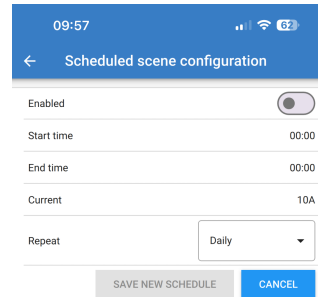 09:57 62
Scheduled scene configuration
Enabled
Start time 00:00
End time 00:00
Current 10A
Repeat Daily
SAVE NEW SCHEDULE CANCEL